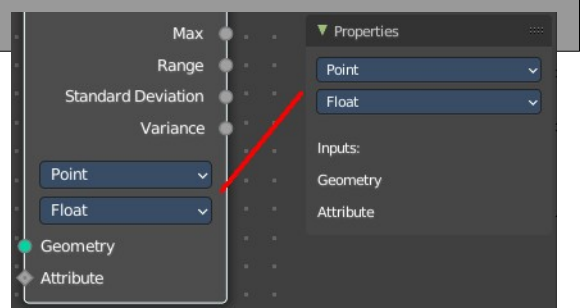 Max
Range
Standard Deviation
Variance
Point
Float
Geometry
Attribute
Properties
Point
Float
Inputs:
Geometry
Attribute